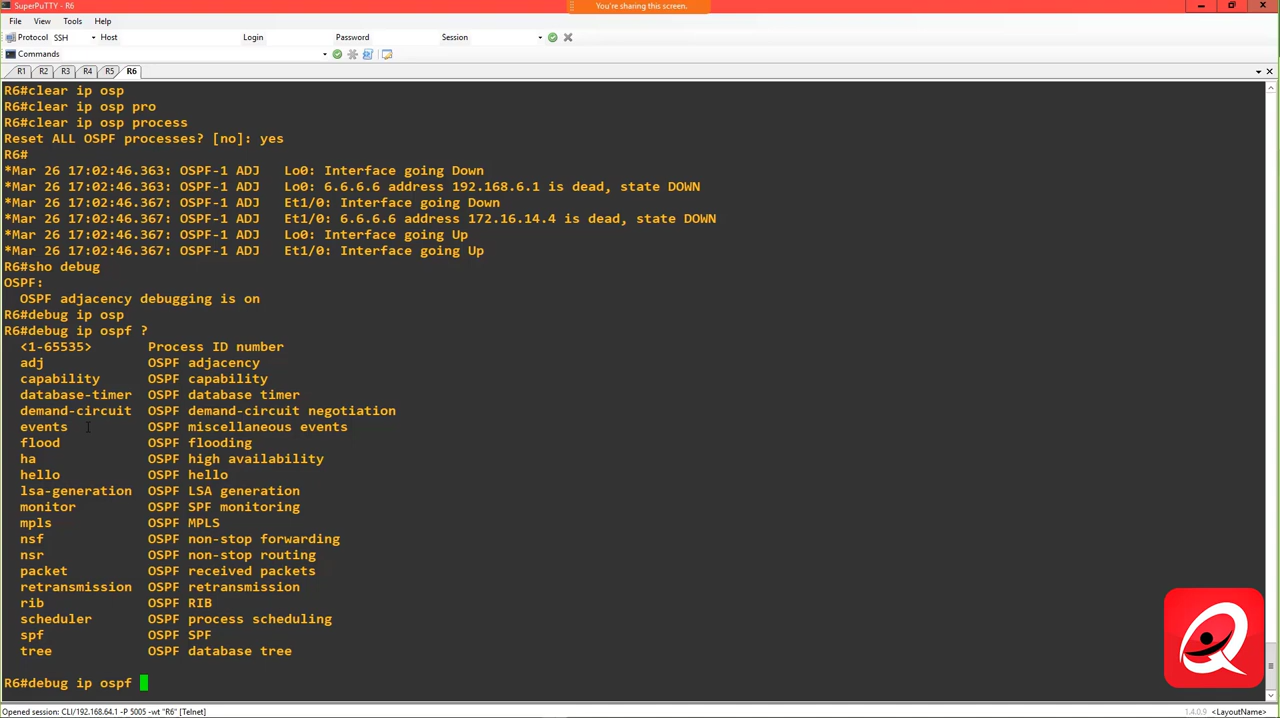 SuperPuTTY - R6
You're sharing this screen.
File View Tools Help
Protocol SSH Host Login Password Session
Commands
R1 R2 R3 R4 R5 R6
R6#clear ip osp
R6#clear ip osp pro
R6#clear ip osp process
Reset ALL OSPF processes? [no]: yes
R6#
*Mar 26 17:02:46.363: OSPF-1 ADJ   Lo0: Interface going Down
*Mar 26 17:02:46.363: OSPF-1 ADJ   Lo0: 6.6.6.6 address 192.168.6.1 is dead, state DOWN
*Mar 26 17:02:46.367: OSPF-1 ADJ   Et1/0: Interface going Down
*Mar 26 17:02:46.367: OSPF-1 ADJ   Et1/0: 6.6.6.6 address 172.16.14.4 is dead, state DOWN
*Mar 26 17:02:46.367: OSPF-1 ADJ   Lo0: Interface going Up
*Mar 26 17:02:46.367: OSPF-1 ADJ   Et1/0: Interface going Up
R6#sho debug
OSPF:
  OSPF adjacency debugging is on
R6#debug ip osp
R6#debug ip ospf ?
  <1-65535>       Process ID number
  adj             OSPF adjacency
  capability      OSPF capability
  database-timer  OSPF database timer
  demand-circuit  OSPF demand-circuit negotiation
  events          OSPF miscellaneous events
  flood           OSPF flooding
  ha              OSPF high availability
  hello           OSPF hello
  lsa-generation  OSPF LSA generation
  monitor         OSPF SPF monitoring
  mpls            OSPF MPLS
  nsf             OSPF non-stop forwarding
  nsr             OSPF non-stop routing
  packet          OSPF received packets
  retransmission  OSPF retransmission
  rib             OSPF RIB
  scheduler       OSPF process scheduling
  spf             OSPF SPF
  tree            OSPF database tree
R6#debug ip ospf
Opened session: CLI/192.168.64.1 -P 5005 -wt "R6" [Telnet] 1.4.0.9 <LayoutName>